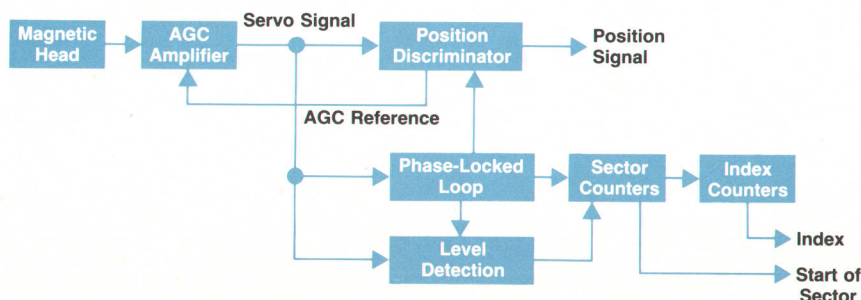 Servo Signal
Magnetic
Head
AGC
Amplifier
Position
Discriminator
Position
Signal
AGC Reference
Phase-Locked
Loop
Sector
Counters
Index
Counters
Level
Detection
Index
Start of
Sector